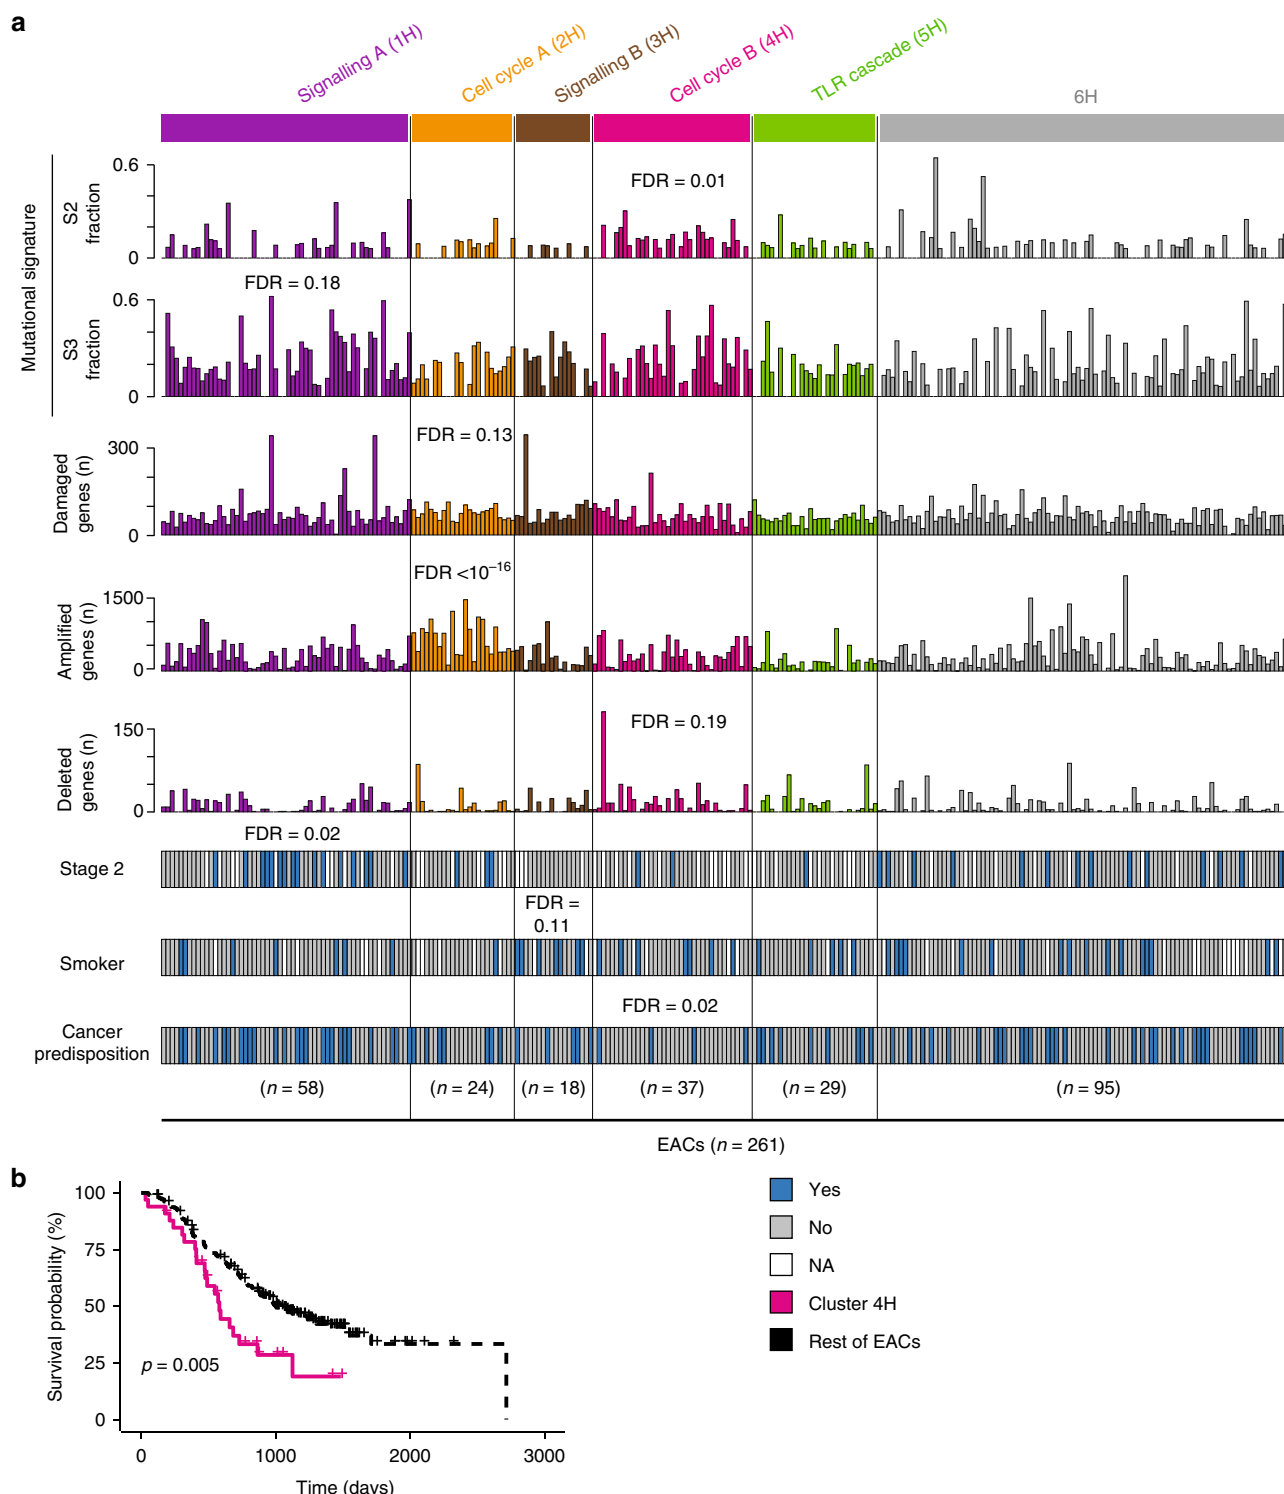 a
Signalling A (1H)
Cell cycle A (2H)
Signalling B (3H)
Cell cycle B (4H)
TLR cascade (5H)
6H
Mutational signature
S2 fraction
0.6
0
FDR = 0.01
S3 fraction
0.6
0
FDR = 0.18
Damaged genes (n)
300
0
FDR = 0.13
Amplified genes (n)
1500
0
FDR <10⁻¹⁶
Deleted genes (n)
150
0
FDR = 0.19
FDR = 0.02
Stage 2
FDR =
0.11
Smoker
FDR = 0.02
Cancer
predisposition
(n = 58)
(n = 24)
(n = 18)
(n = 37)
(n = 29)
(n = 95)
EACs (n = 261)
b
Survival probability (%)
100
75
50
25
0
p = 0.005
0
1000
2000
3000
Time (days)
Yes
No
NA
Cluster 4H
Rest of EACs